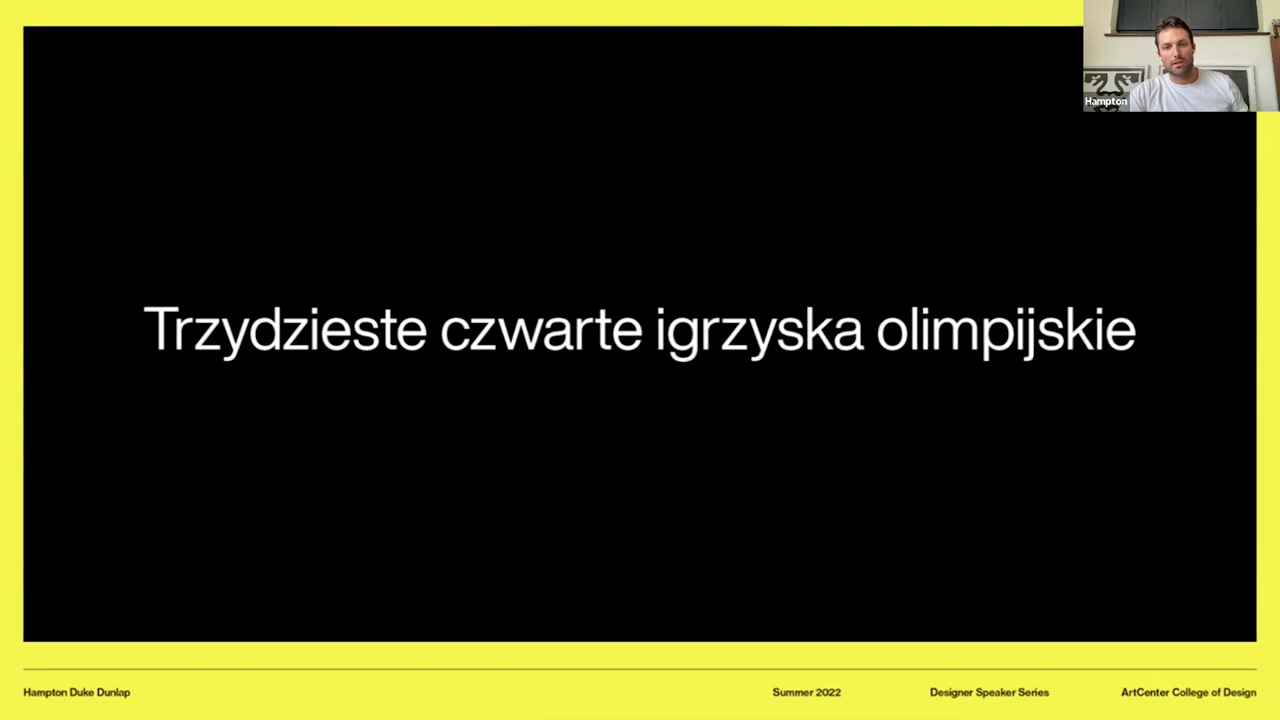 Hampton
Trzydzieste czwarte igrzyska olimpijskie
Hampton Duke Dunlap
Summer 2022
Designer Speaker Series
ArtCenter College of Design